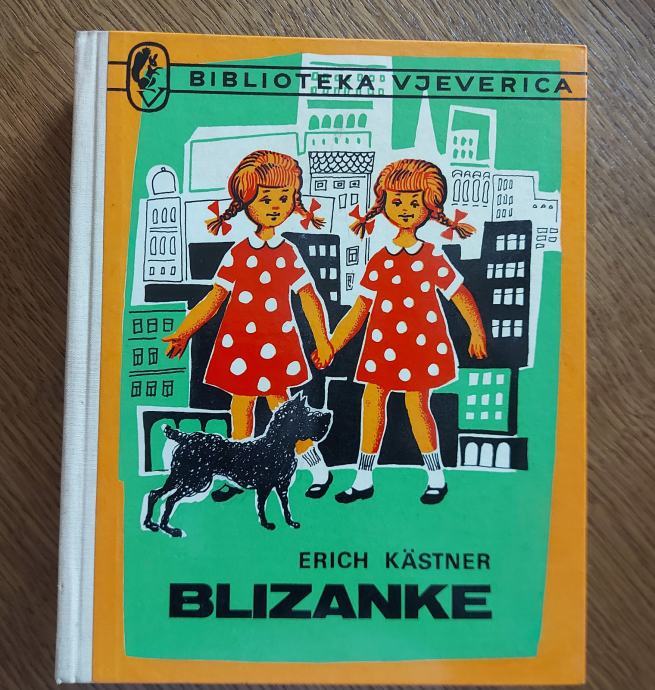 BIBLIOTEKA VJEVERICA
ERICH KÄSTNER
BLIZANKE